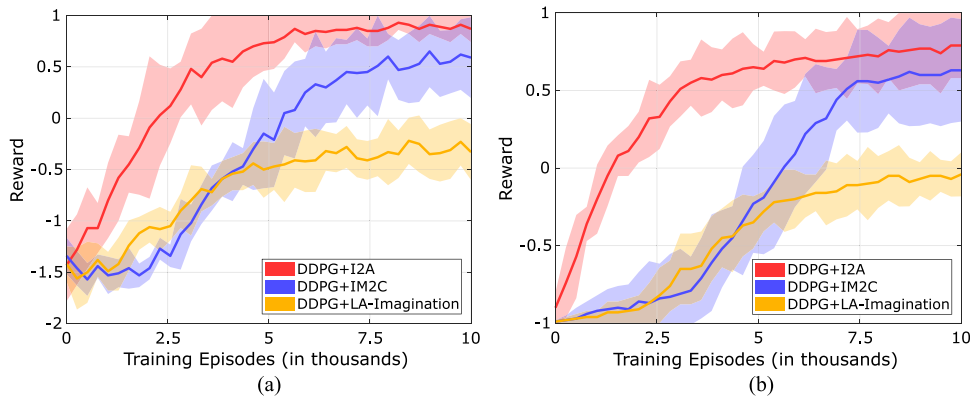 1
0.5
0
-0.5
-1
-1.5
-2
Reward
0
2.5
5
7.5
10
Training Episodes (in thousands)
DDPG+I2A
DDPG+IM2C
DDPG+LA-Imagination
(a)
1
0.5
0
-0.5
-1
Reward
0
2.5
5
7.5
10
Training Episodes (in thousands)
DDPG+I2A
DDPG+IM2C
DDPG+LA-Imagination
(b)